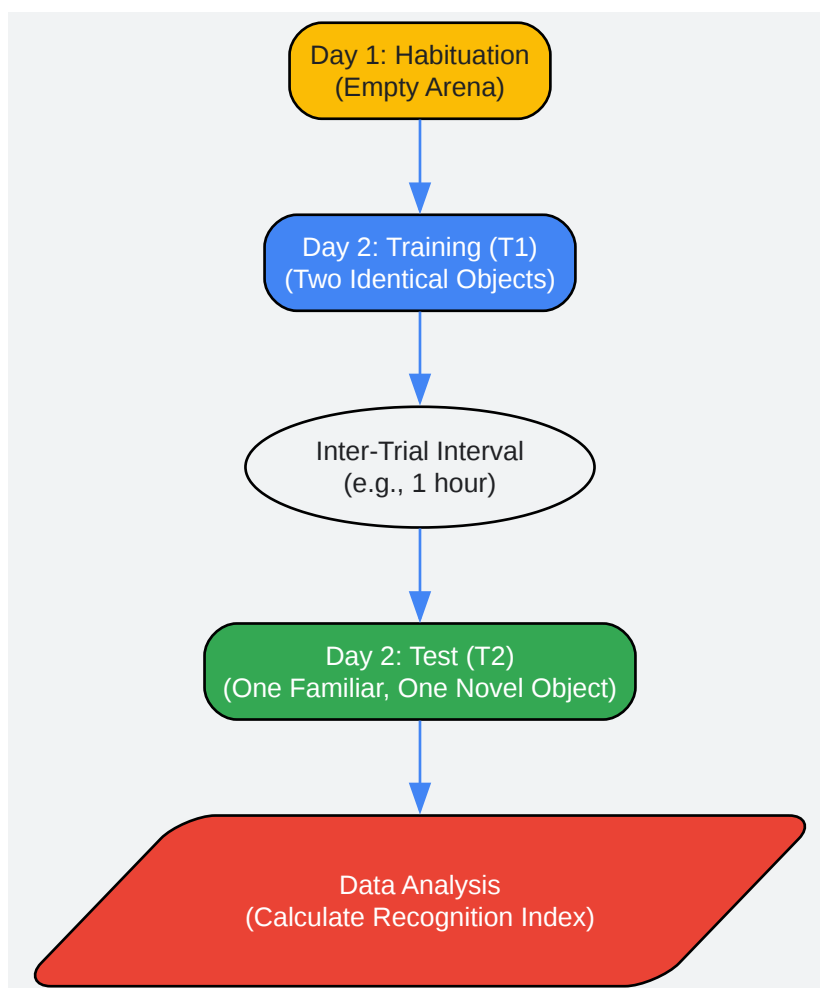 Day 1: Habituation
(Empty Arena)
Day 2: Training (T1)
(Two Identical Objects)
Inter-Trial Interval
(e.g., 1 hour)
Day 2: Test (T2)
(One Familiar, One Novel Object)
Data Analysis
(Calculate Recognition Index)